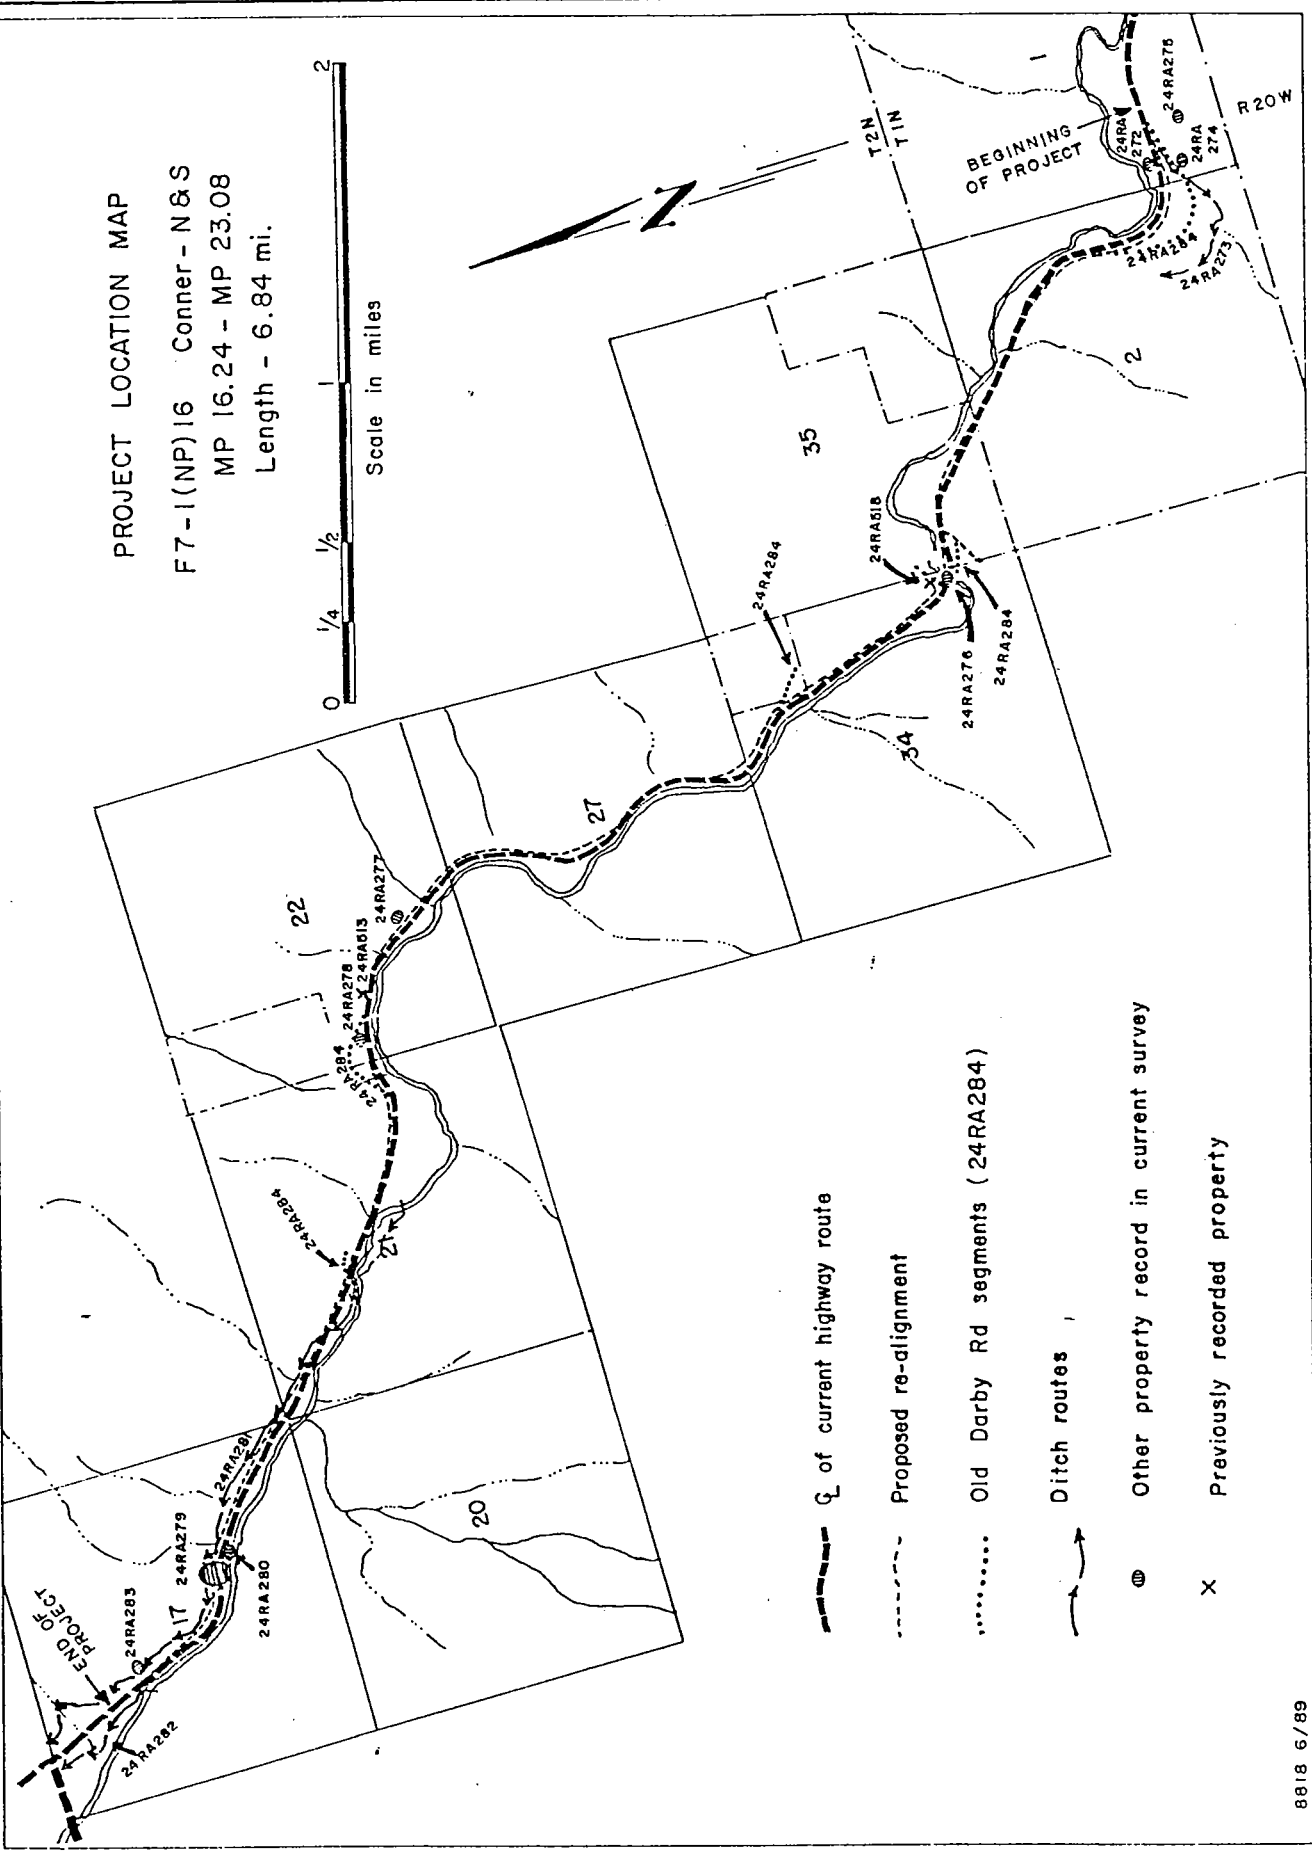 PROJECT LOCATION MAP
F7-1(NP)16 Conner - N & S
MP 16.24 - MP 23.08
Length - 6.84 mi.
0 1/4 1/2 1 2
Scale in miles
N
END OF
PROJECT
24RA283
24RA282
17
24RA279
24RA280
24RA281
20
24RA284
21
24RA284
24RA278
24RA513
24RA277
22
27
24RA284
34
24RA518
24RA276
24RA284
35
T2N
T1N
2
1
BEGINNING
OF PROJECT
24RA
272
24RA275
24RA
274
24RA284
24RA273
R20W
℄ of current highway route
Proposed re-alignment
Old Darby Rd segments (24RA284)
Ditch routes
Other property record in current survey
X Previously recorded property
8818 6/89